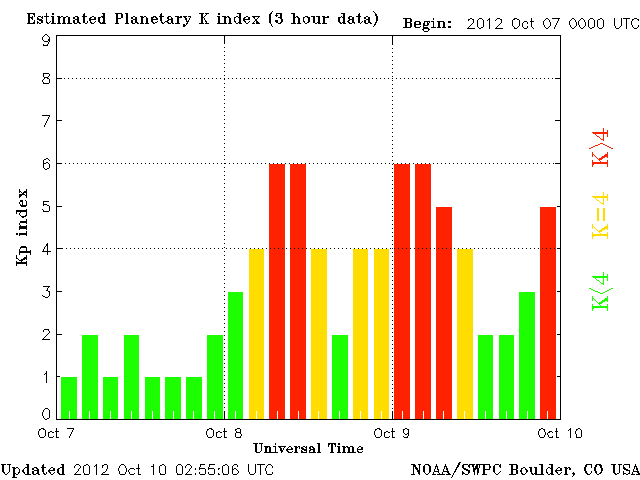 Estimated Planetary K index (3 hour data) Begin: 2012 Oct 07 0000 UTC
9
8
7
6
5
4
3
2
1
0
Kp index
K>4
K=4
K<4
Oct 7 Oct 8 Oct 9 Oct 10
Universal Time
Updated 2012 Oct 10 02:55:06 UTC NOAA/SWPC Boulder, CO USA